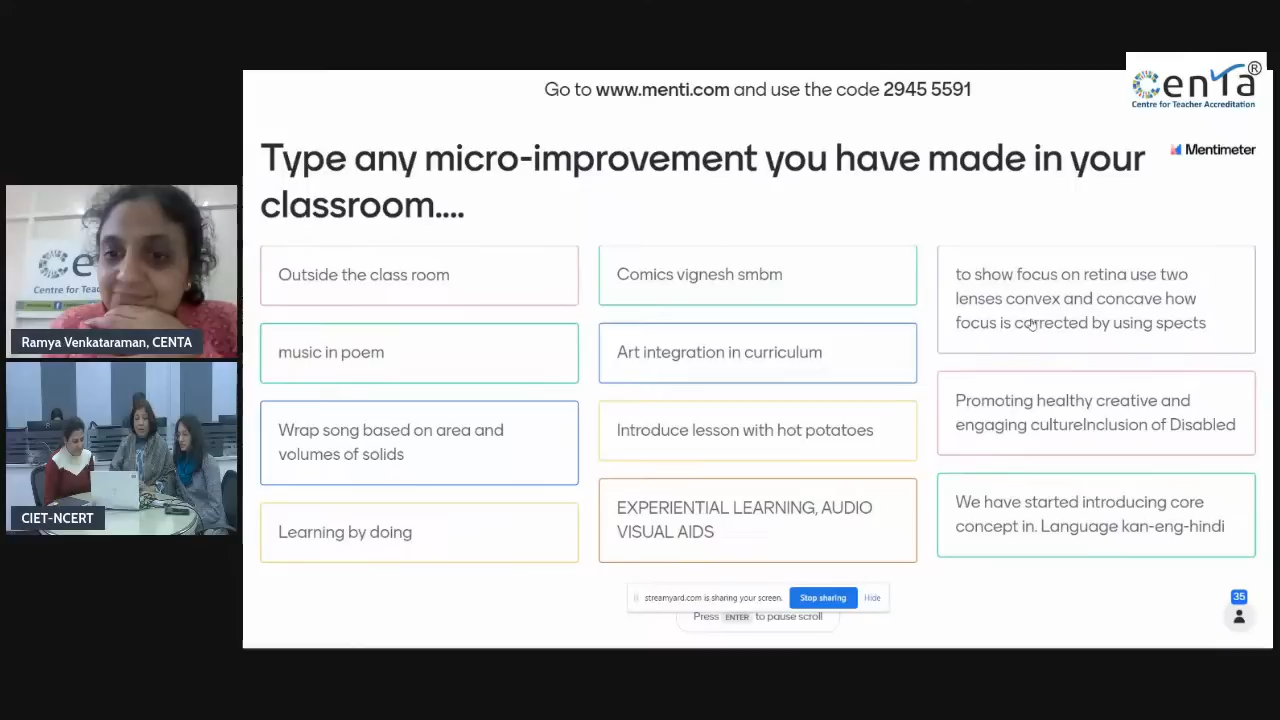 Go to www.menti.com and use the code 2945 5591
CenTa®
Centre for Teacher Accreditation
Type any micro-improvement you have made in your
classroom....
Mentimeter
Outside the class room
music in poem
Wrap song based on area and
volumes of solids
Learning by doing
Comics vignesh smbm
Art integration in curriculum
Introduce lesson with hot potatoes
EXPERIENTIAL LEARNING, AUDIO
VISUAL AIDS
to show focus on retina use two
lenses convex and concave how
focus is corrected by using spects
Promoting healthy creative and
engaging cultureInclusion of Disabled
We have started introducing core
concept in. Language kan-eng-hindi
streamyard.com is sharing your screen.
Stop sharing
Hide
Press ENTER to pause scroll
35
Ce
Centre for Teac
Ramya Venkataraman, CENTA
CIET-NCERT